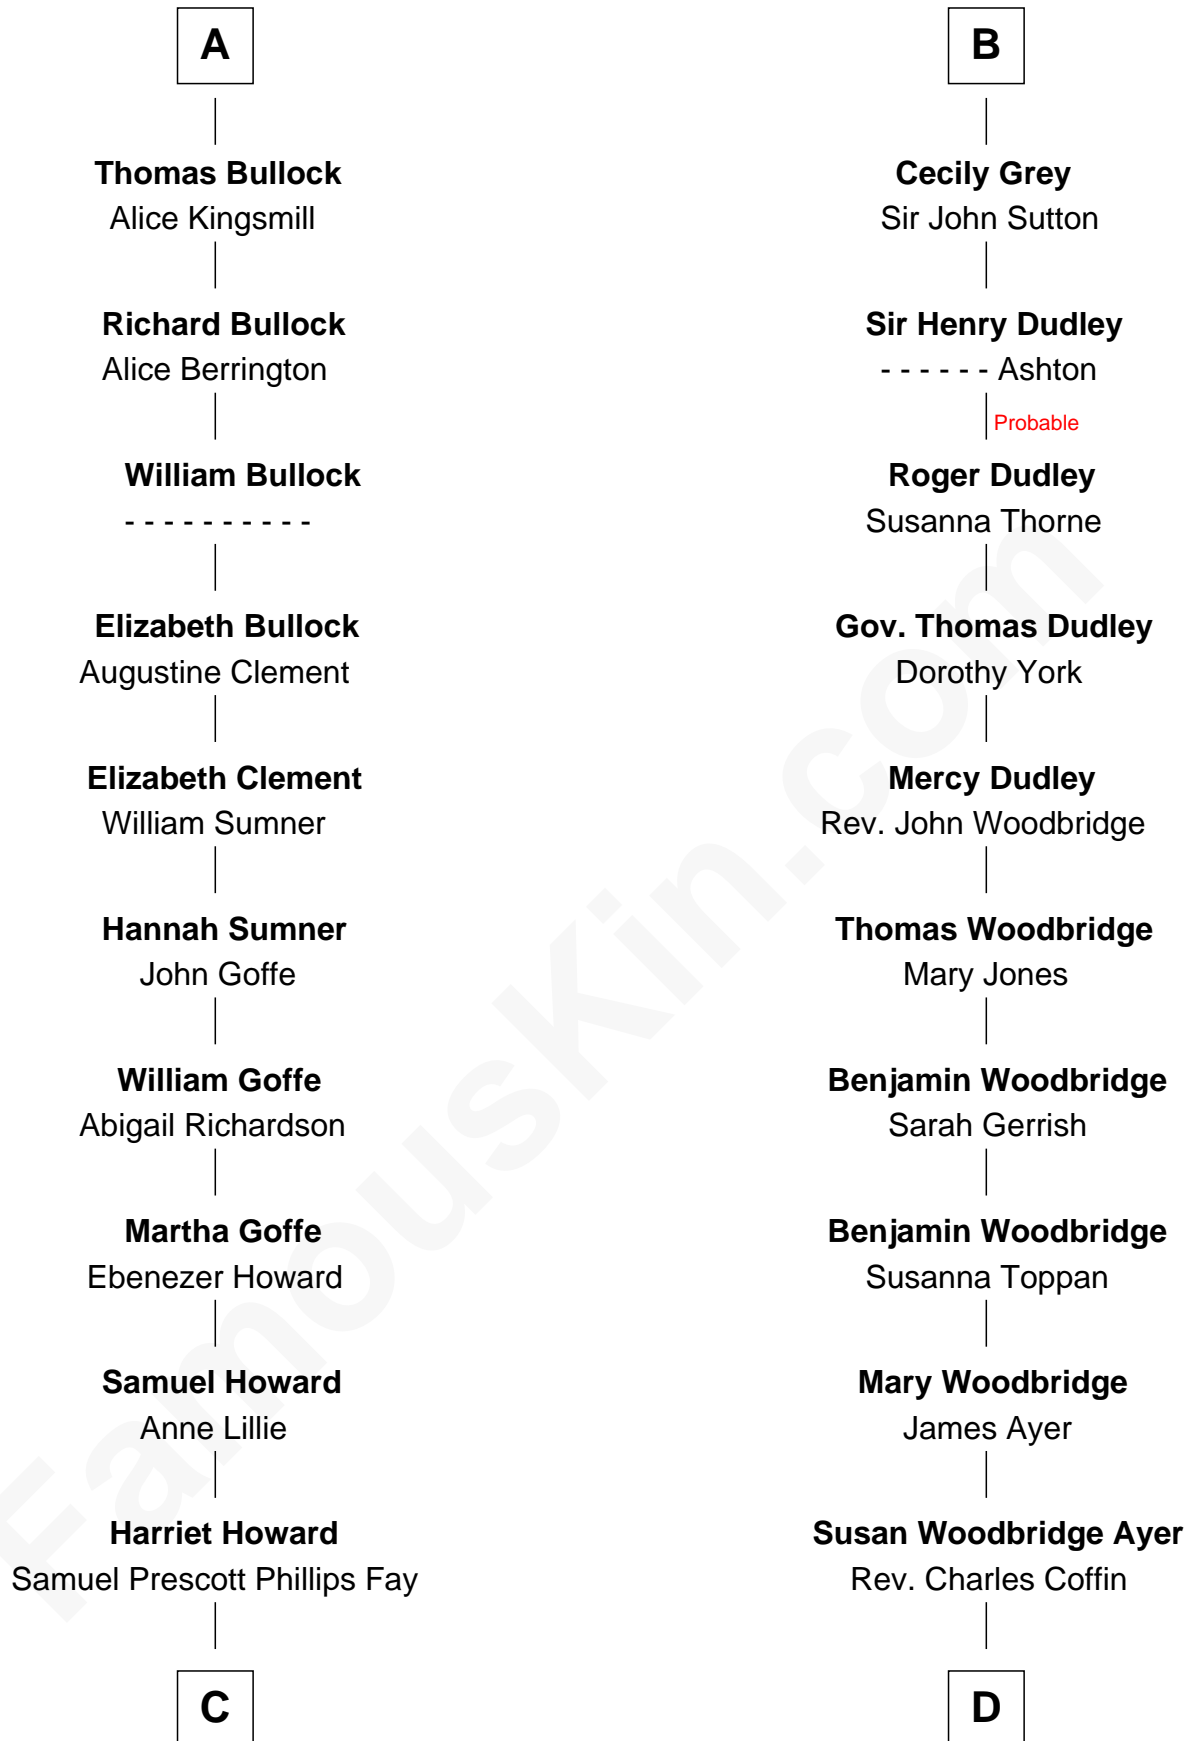 A
Thomas Bullock
Alice Kingsmill
Richard Bullock
Alice Berrington
William Bullock
- - - - - - - - - -
Elizabeth Bullock
Augustine Clement
Elizabeth Clement
William Sumner
Hannah Sumner
John Goffe
William Goffe
Abigail Richardson
Martha Goffe
Ebenezer Howard
Samuel Howard
Anne Lillie
Harriet Howard
Samuel Prescott Phillips Fay
C
B
Cecily Grey
Sir John Sutton
Sir Henry Dudley
- - - - - - Ashton
Probable
Roger Dudley
Susanna Thorne
Gov. Thomas Dudley
Dorothy York
Mercy Dudley
Rev. John Woodbridge
Thomas Woodbridge
Mary Jones
Benjamin Woodbridge
Sarah Gerrish
Benjamin Woodbridge
Susanna Toppan
Mary Woodbridge
James Ayer
Susan Woodbridge Ayer
Rev. Charles Coffin
D
FamousKin.com